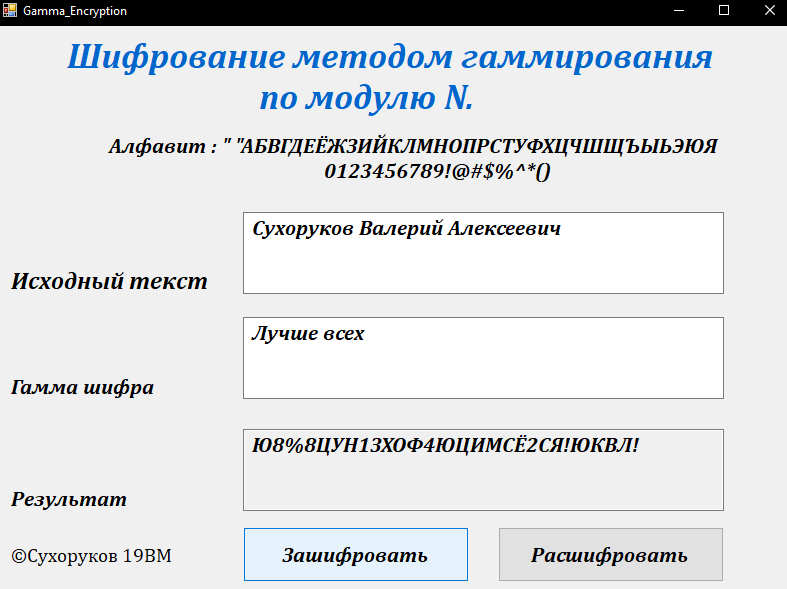 Gamma_Encryption
Шифрование методом гаммирования
по модулю N.
Алфавит : " "АБВГДЕЁЖЗИЙКЛМНОПРСТУФХЦЧШЩЪЫЬЭЮЯ
0123456789!@#$%^*()
Исходный текст
Сухоруков Валерий Алексеевич
Гамма шифра
Лучше всех
Результат
Ю8%8ЦУН13ХОФ4ЮЦИМСЁ2СЯ!ЮКВЛ!
©Сухоруков 19ВМ
Зашифровать
Расшифровать